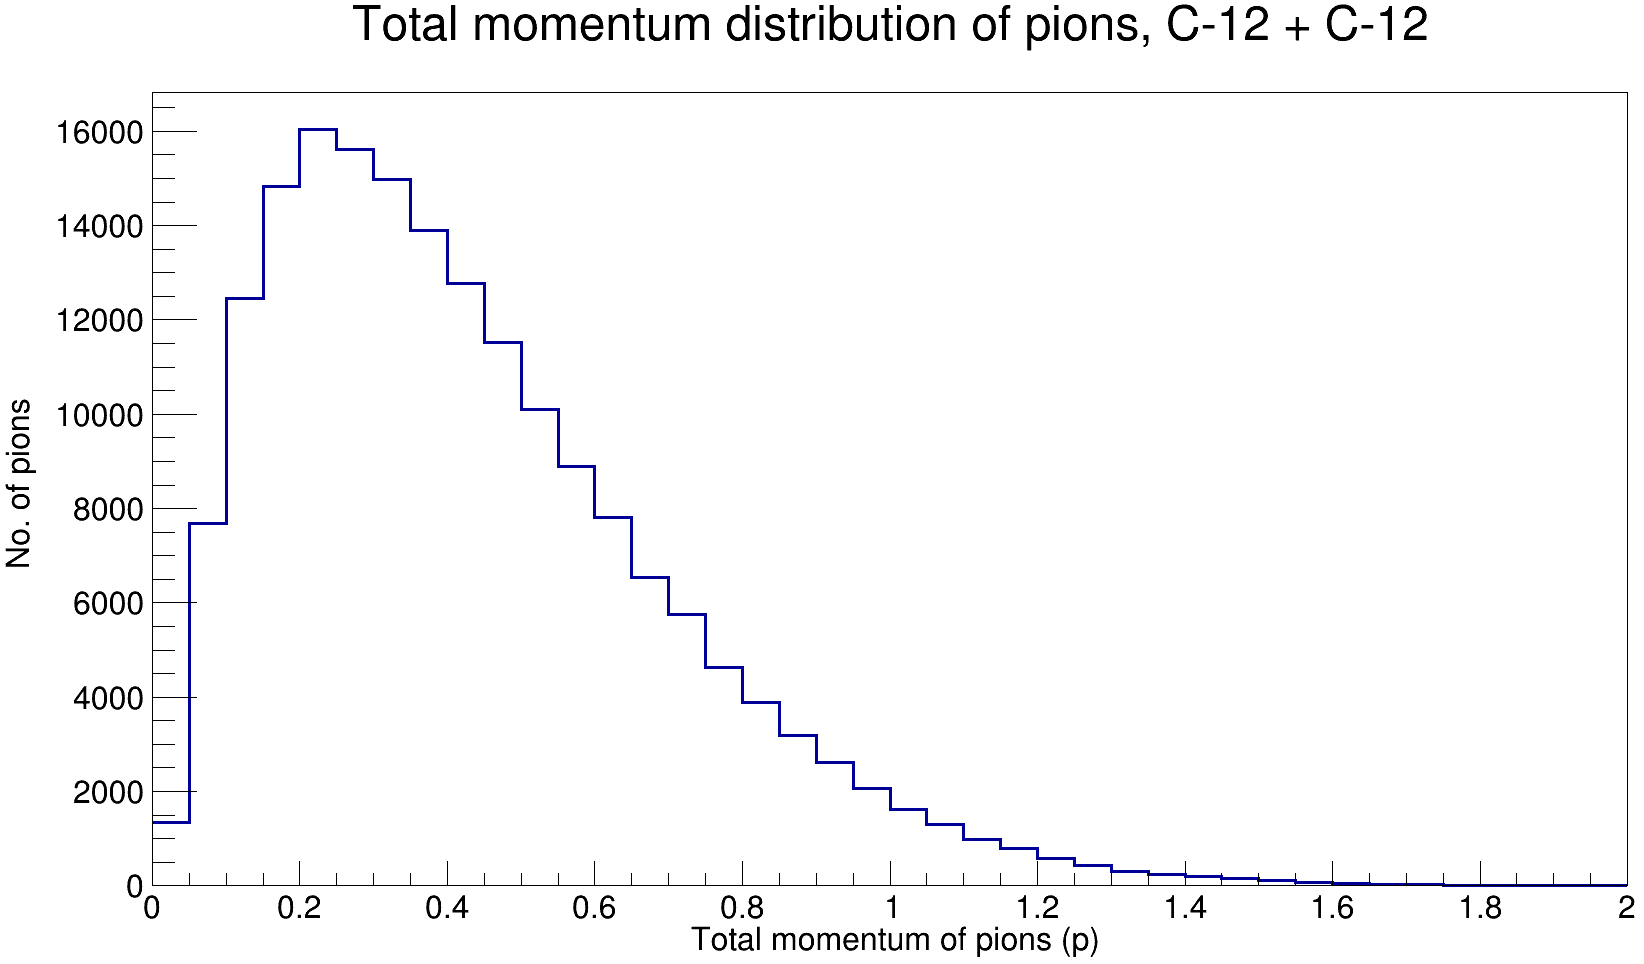 Total momentum distribution of pions, C-12 + C-12
No. of pions
16000
14000
12000
10000
8000
6000
4000
2000
0
0 0.2 0.4 0.6 0.8 1 1.2 1.4 1.6 1.8 2
Total momentum of pions (p)